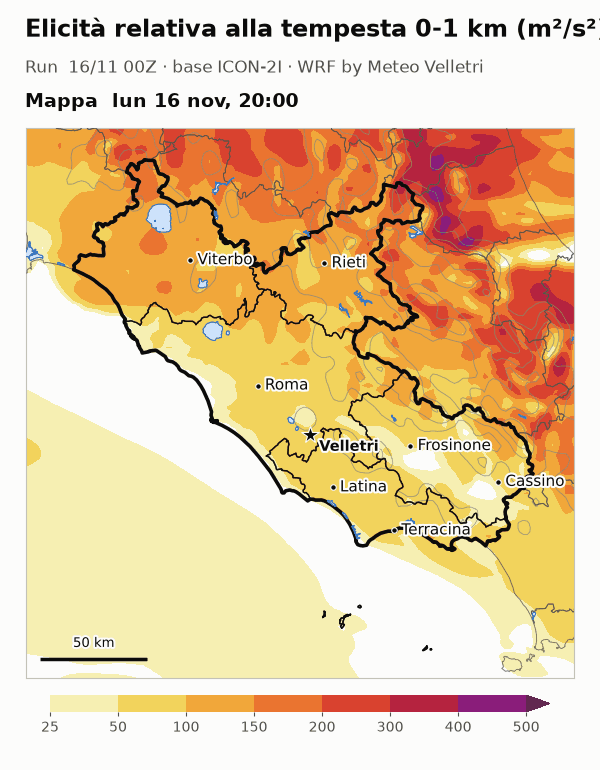 Elicità relativa alla tempesta 0-1 km (m²/s²)
Run 16/11 00Z · base ICON-2I · WRF by Meteo Velletri
Mappa lun 16 nov, 20:00
Viterbo
Rieti
Roma
Velletri
Frosinone
Cassino
Latina
Terracina
50 km
25 50 100 150 200 300 400 500